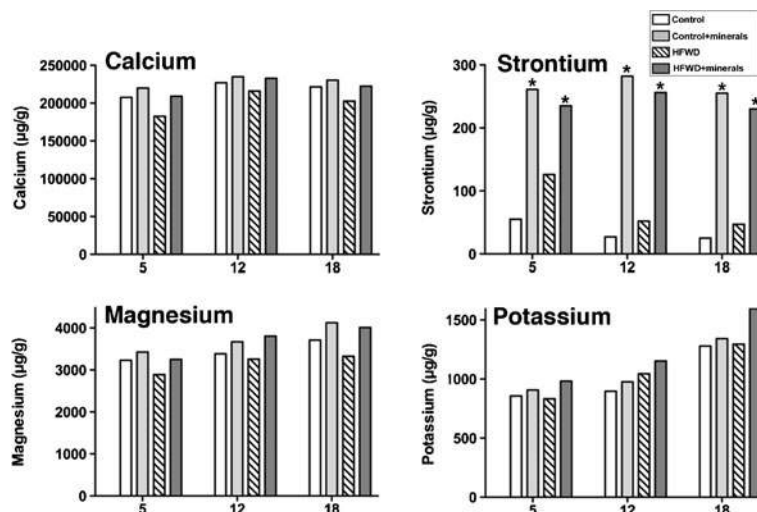 Control
Control+minerals
HFWD
HFWD+minerals
Calcium
Calcium (µg/g)
250000
200000
150000
100000
50000
0
5 12 18
Strontium
Strontium (µg/g)
300
200
100
0
* * * * * *
5 12 18
Magnesium
Magnesium (µg/g)
4000
3000
2000
1000
0
5 12 18
Potassium
Potassium (µg/g)
1500
1000
500
0
5 12 18